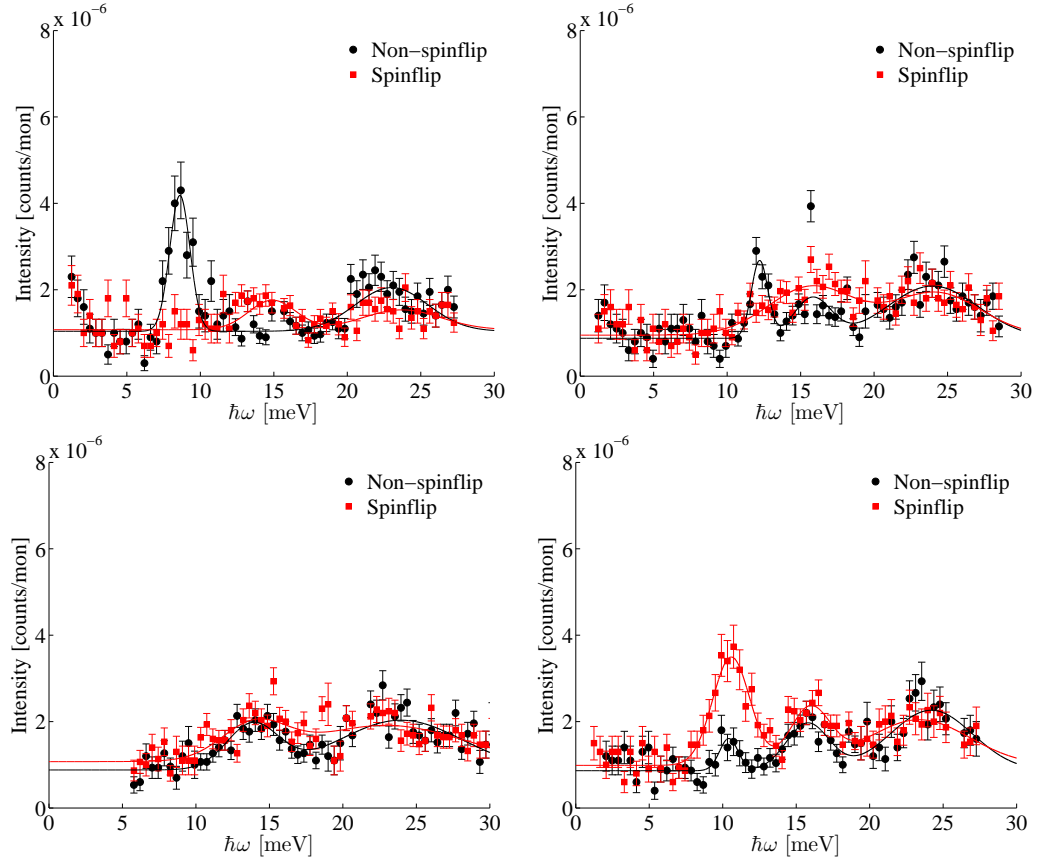 x 10⁻⁶
8
6
4
2
0
Intensity [counts/mon]
Non−spinflip
Spinflip
0 5 10 15 20 25 30
ħω [meV]
x 10⁻⁶
8
6
4
2
0
Intensity [counts/mon]
Non−spinflip
Spinflip
0 5 10 15 20 25 30
ħω [meV]
x 10⁻⁶
8
6
4
2
0
Intensity [counts/mon]
Non−spinflip
Spinflip
0 5 10 15 20 25 30
ħω [meV]
x 10⁻⁶
8
6
4
2
0
Intensity [counts/mon]
Non−spinflip
Spinflip
0 5 10 15 20 25 30
ħω [meV]